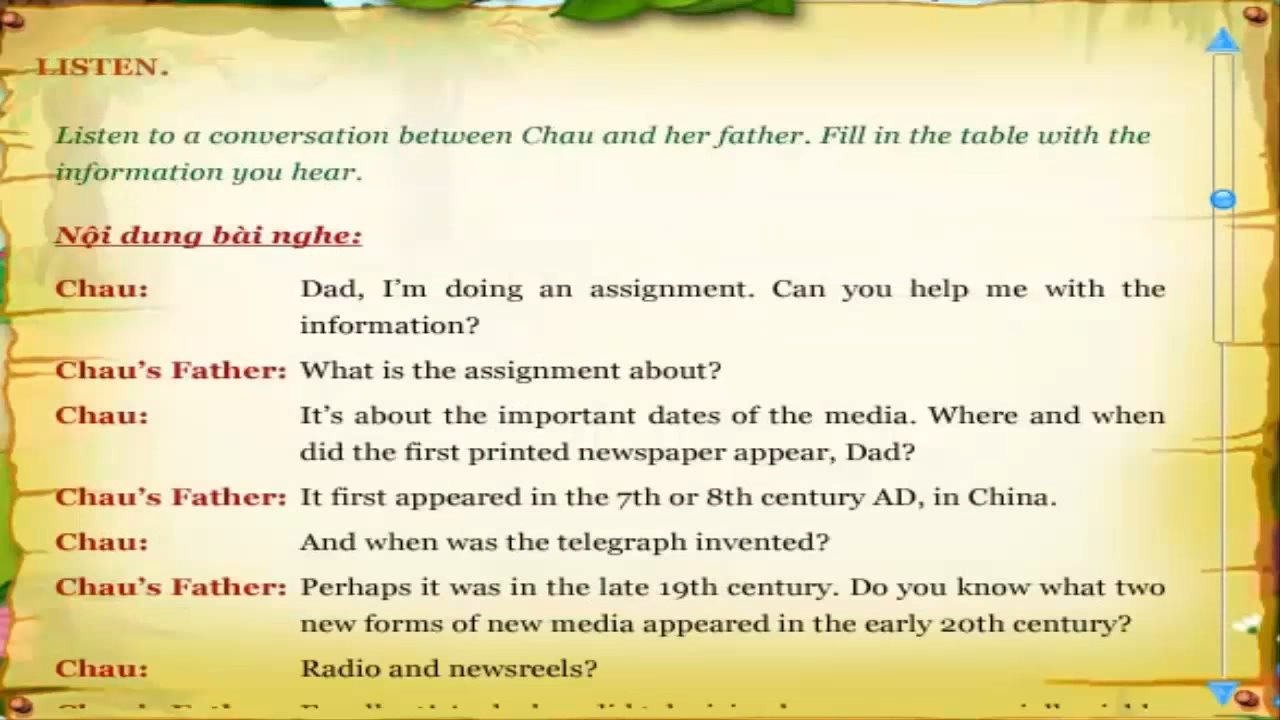 LISTEN.
Listen to a conversation between Chau and her father. Fill in the table with the
information you hear.
Nội dung bài nghe:
Chau: Dad, I'm doing an assignment. Can you help me with the
information?
Chau's Father: What is the assignment about?
Chau: It's about the important dates of the media. Where and when
did the first printed newspaper appear, Dad?
Chau's Father: It first appeared in the 7th or 8th century AD, in China.
Chau: And when was the telegraph invented?
Chau's Father: Perhaps it was in the late 19th century. Do you know what two
new forms of new media appeared in the early 20th century?
Chau: Radio and newsreels?